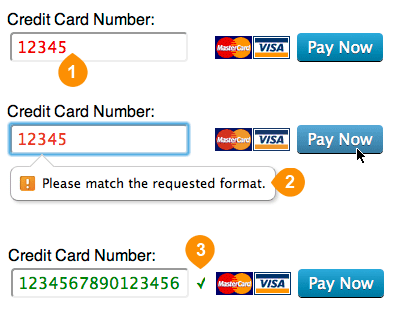 Credit Card Number:
12345 MasterCard VISA Pay Now
1
Credit Card Number:
12345 MasterCard VISA Pay Now
Please match the requested format. 2
3
Credit Card Number:
1234567890123456 MasterCard VISA Pay Now